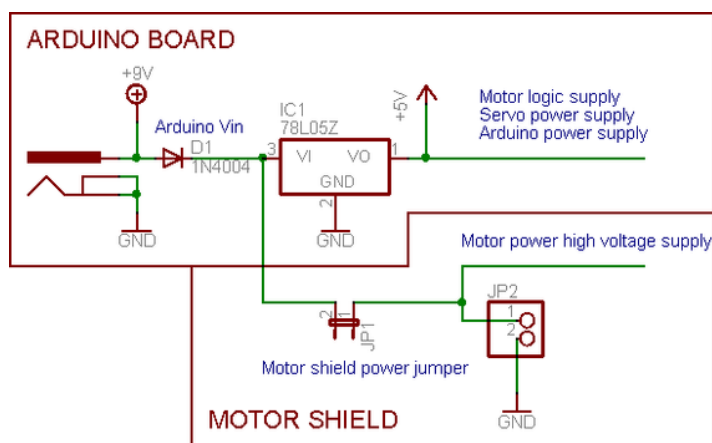 ARDUINO BOARD
+9V
Arduino Vin
D1
1N4004
IC1
78L05Z
3
VI
VO
1
GND
2
+5V
Motor logic supply
Servo power supply
Arduino power supply
GND
GND
Motor power high voltage supply
JP2
1
2
2
1
JP1
Motor shield power jumper
GND
MOTOR SHIELD